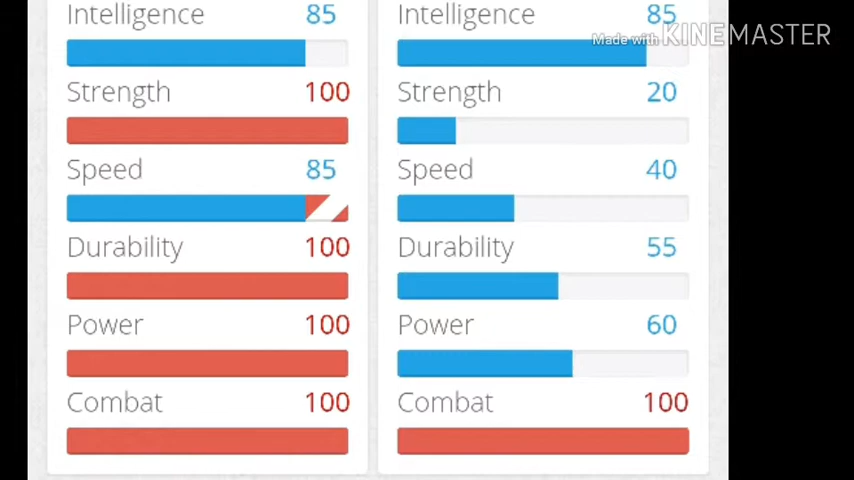 Intelligence 85
Strength 100
Speed 85
Durability 100
Power 100
Combat 100
Intelligence 85
Made with KINEMASTER
Strength 20
Speed 40
Durability 55
Power 60
Combat 100